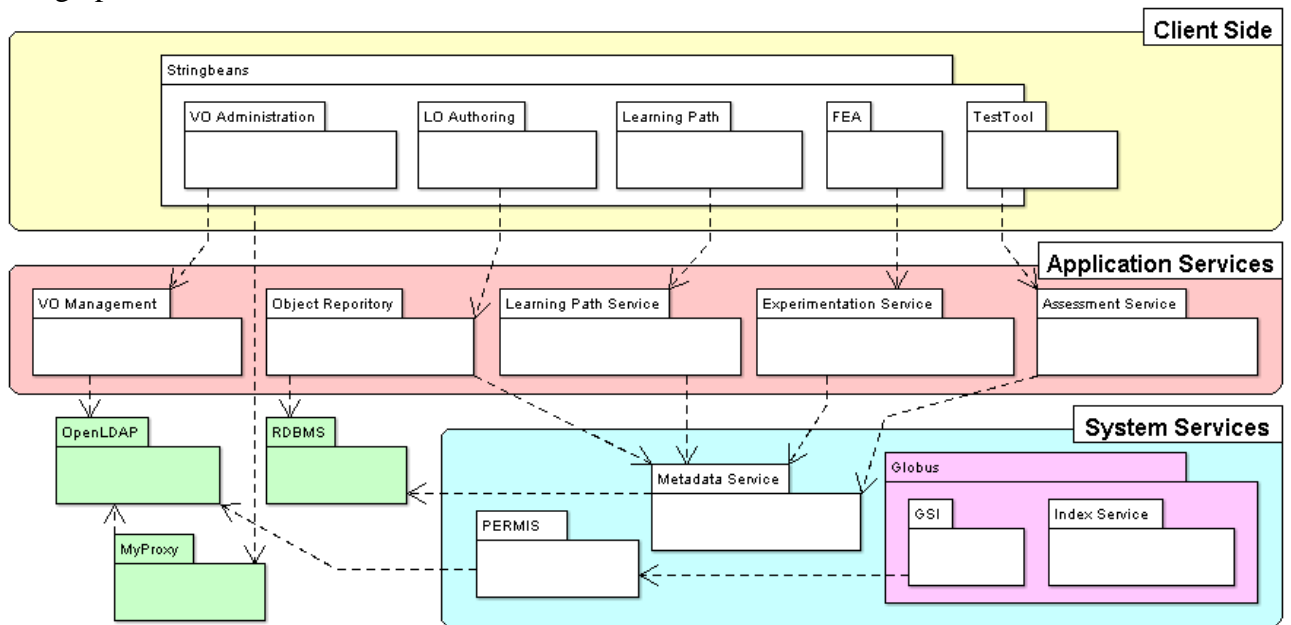 Client Side
Stringbeans
VO Administration
LO Authoring
Learning Path
FEA
TestTool
Application Services
VO Management
Object Reporitory
Learning Path Service
Experimentation Service
Assessment Service
OpenLDAP
RDBMS
System Services
Metadata Service
Globus
PERMIS
GSI
Index Service
MyProxy